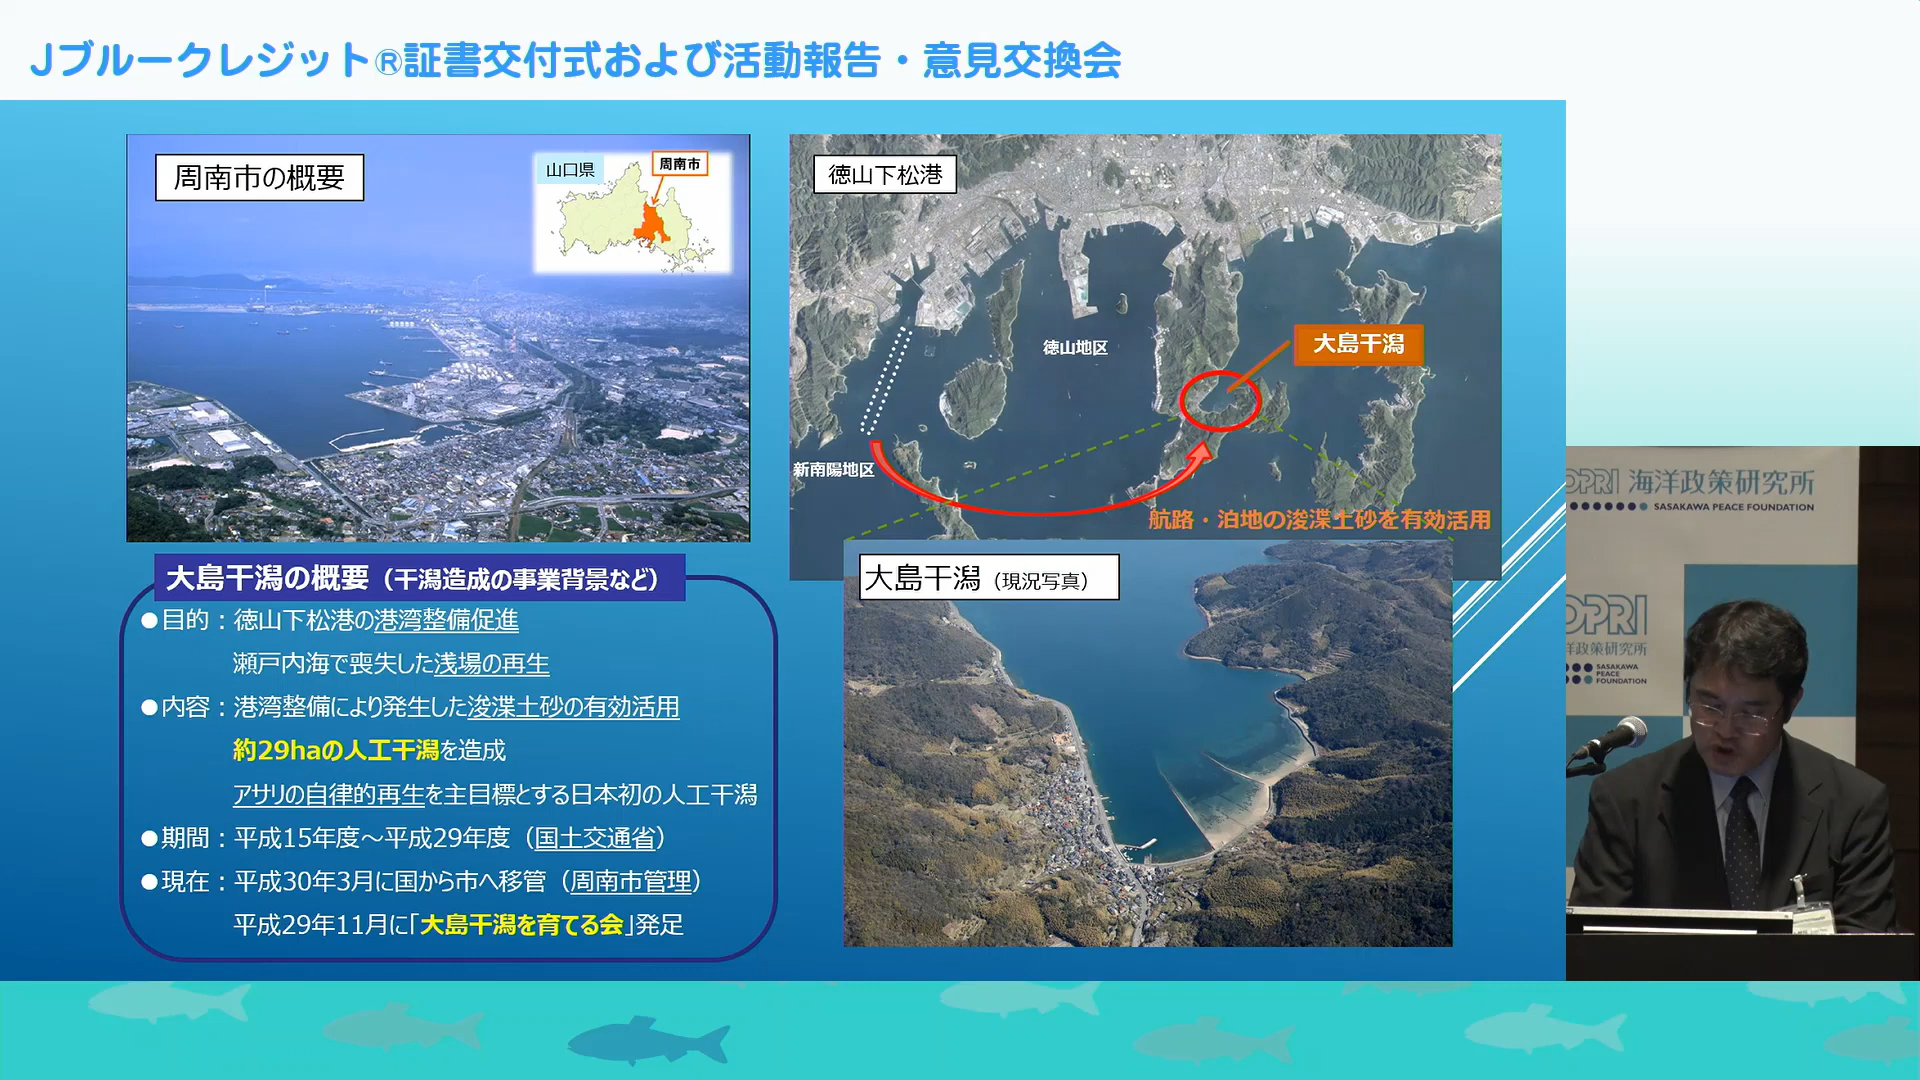 Jブルークレジット®証書交付式および活動報告・意見交換会
周南市の概要
山口県
周南市
徳山下松港
大島干潟
徳山地区
新南陽地区
航路・泊地の浚渫土砂を有効活用
大島干潟の概要（干潟造成の事業背景など）
●目的：徳山下松港の港湾整備促進
瀬戸内海で喪失した浅場の再生
●内容：港湾整備により発生した浚渫土砂の有効活用
約29haの人工干潟を造成
アサリの自律的再生を主目標とする日本初の人工干潟
●期間：平成15年度～平成29年度（国土交通省）
●現在：平成30年3月に国から市へ移管（周南市管理）
平成29年11月に「大島干潟を育てる会」発足
大島干潟（現況写真）
OPRI 海洋政策研究所
SASAKAWA PEACE FOUNDATION
OPRI
洋政策研究所
SASAKAWA
PEACE
FOUNDATION